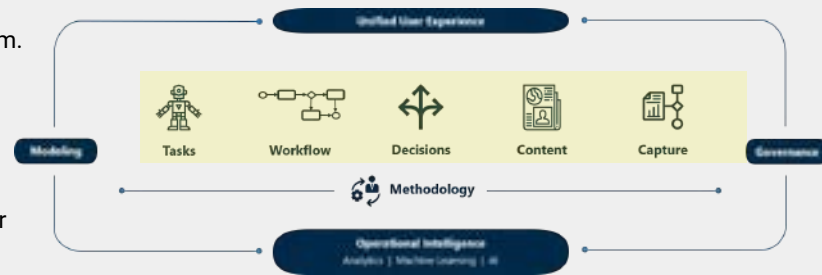 Unified User Experience
m.
Tasks
Workflow
Decisions
Content
Capture
Modeling
Governance
Methodology
r
Operational Intelligence
Analytics | Machine Learning | AI